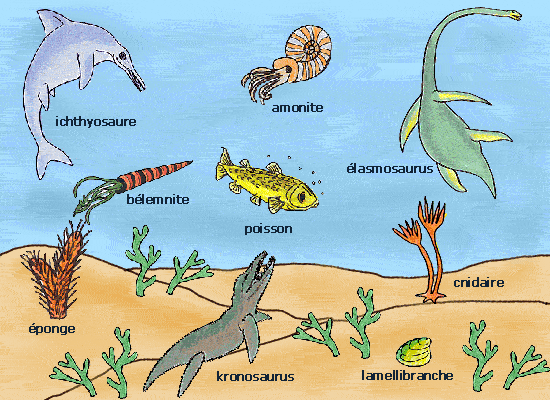 amonite
ichthyosaure
élasmosaurus
bélemnite
poisson
cnidaire
éponge
kronosaurus
lamellibranche